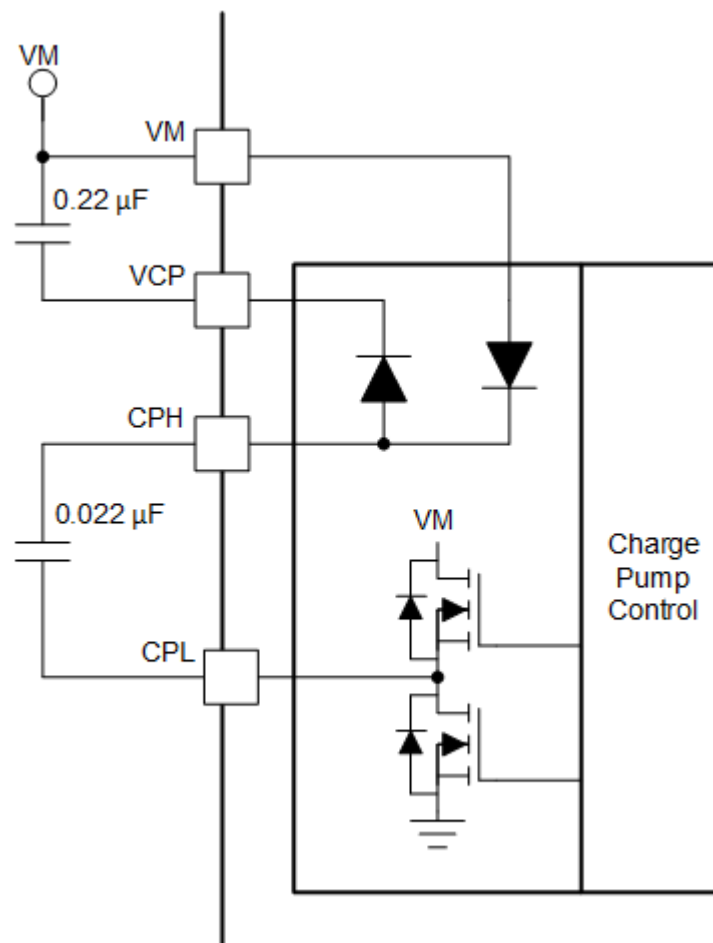 VM
VM
0.22 µF
VCP
CPH
0.022 µF
VM
Charge
Pump
Control
CPL